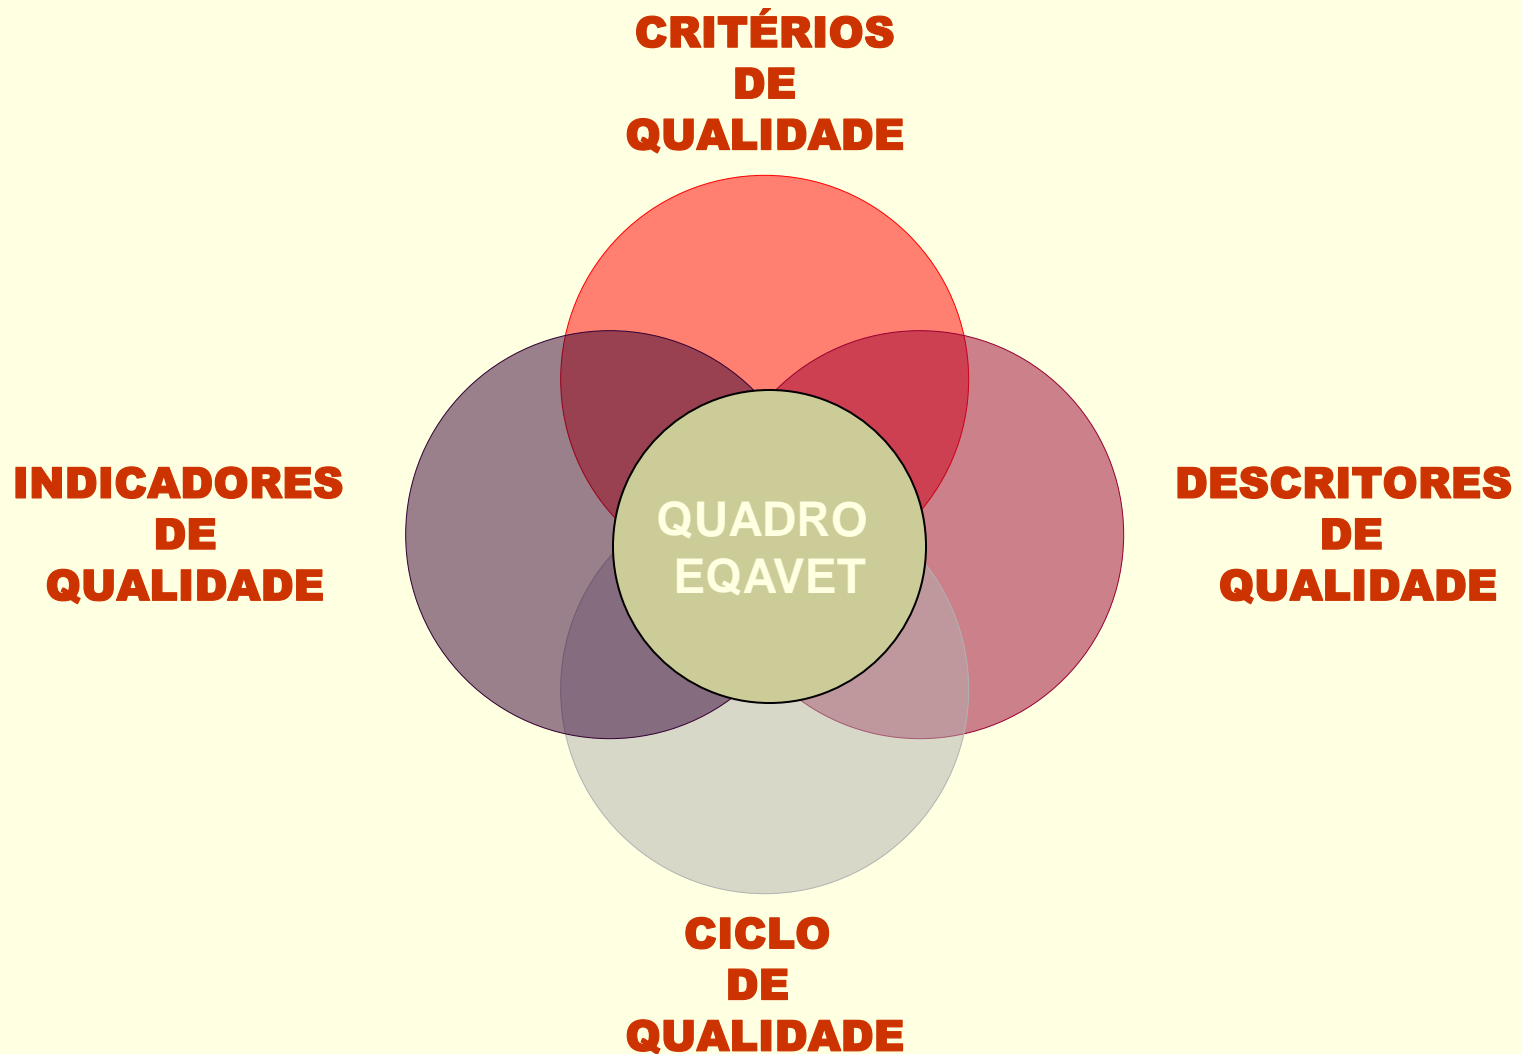 CRITÉRIOS
DE
QUALIDADE
INDICADORES
DE
QUALIDADE
QUADRO
EQAVET
DESCRITORES
DE
QUALIDADE
CICLO
DE
QUALIDADE